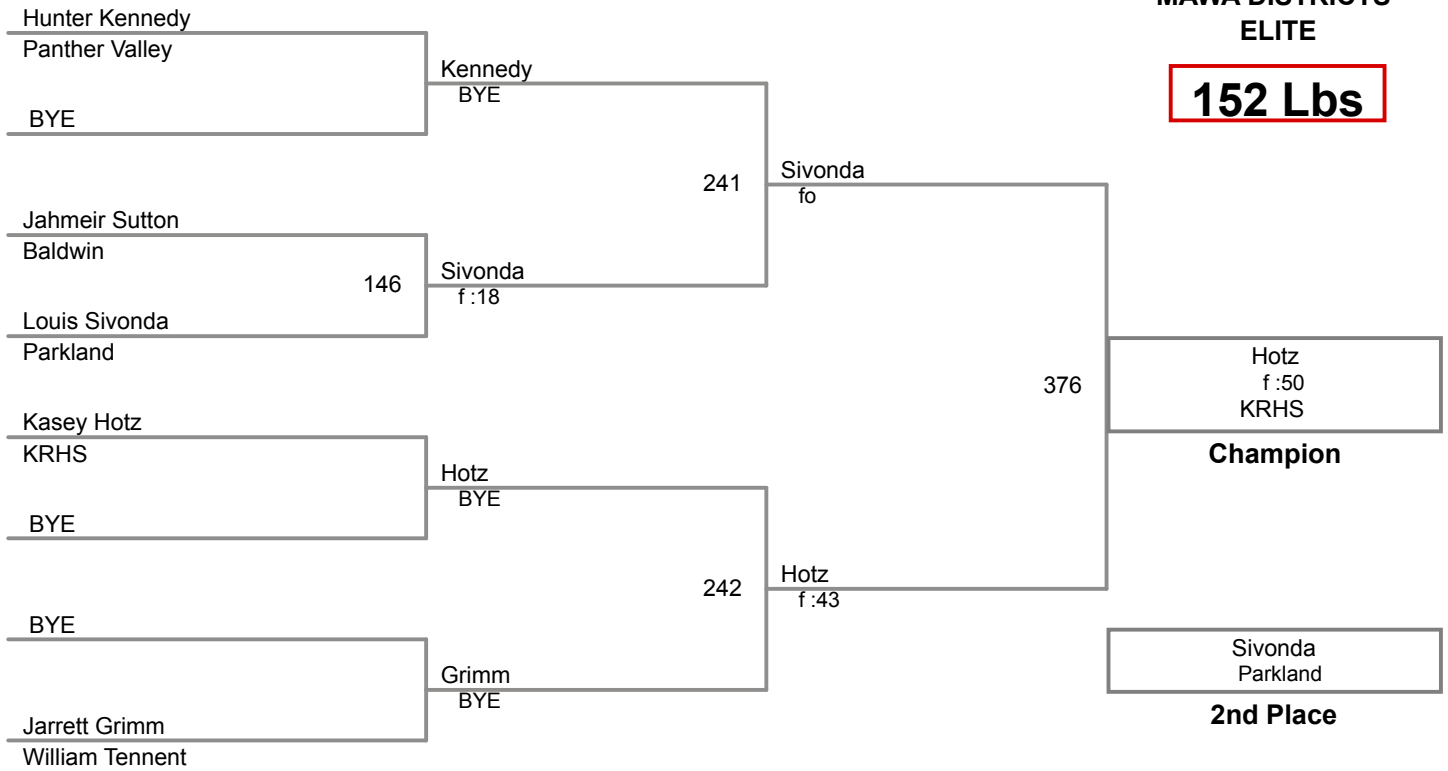 MAWA DISTRICTS
ELITE
152 Lbs
Hunter Kennedy
Panther Valley
BYE
Kennedy
BYE
Jahmeir Sutton
Baldwin
146
Louis Sivonda
Parkland
Sivonda
f :18
241
Sivonda
fo
Kasey Hotz
KRHS
BYE
Hotz
BYE
BYE
Jarrett Grimm
William Tennent
Grimm
BYE
242
Hotz
f :43
376
Hotz
f :50
KRHS
Champion
Sivonda
Parkland
2nd Place